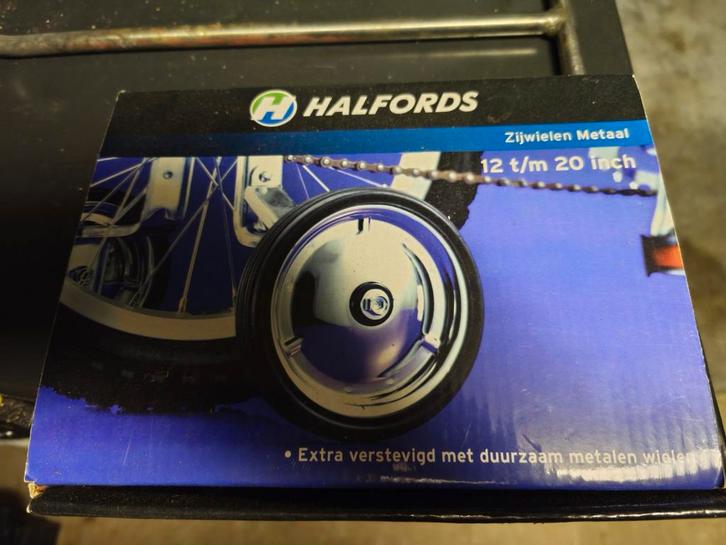 HALFORDS
Zijwielen Metaal
12 t/m 20 inch
• Extra verstevigd met duurzaam metalen wielen